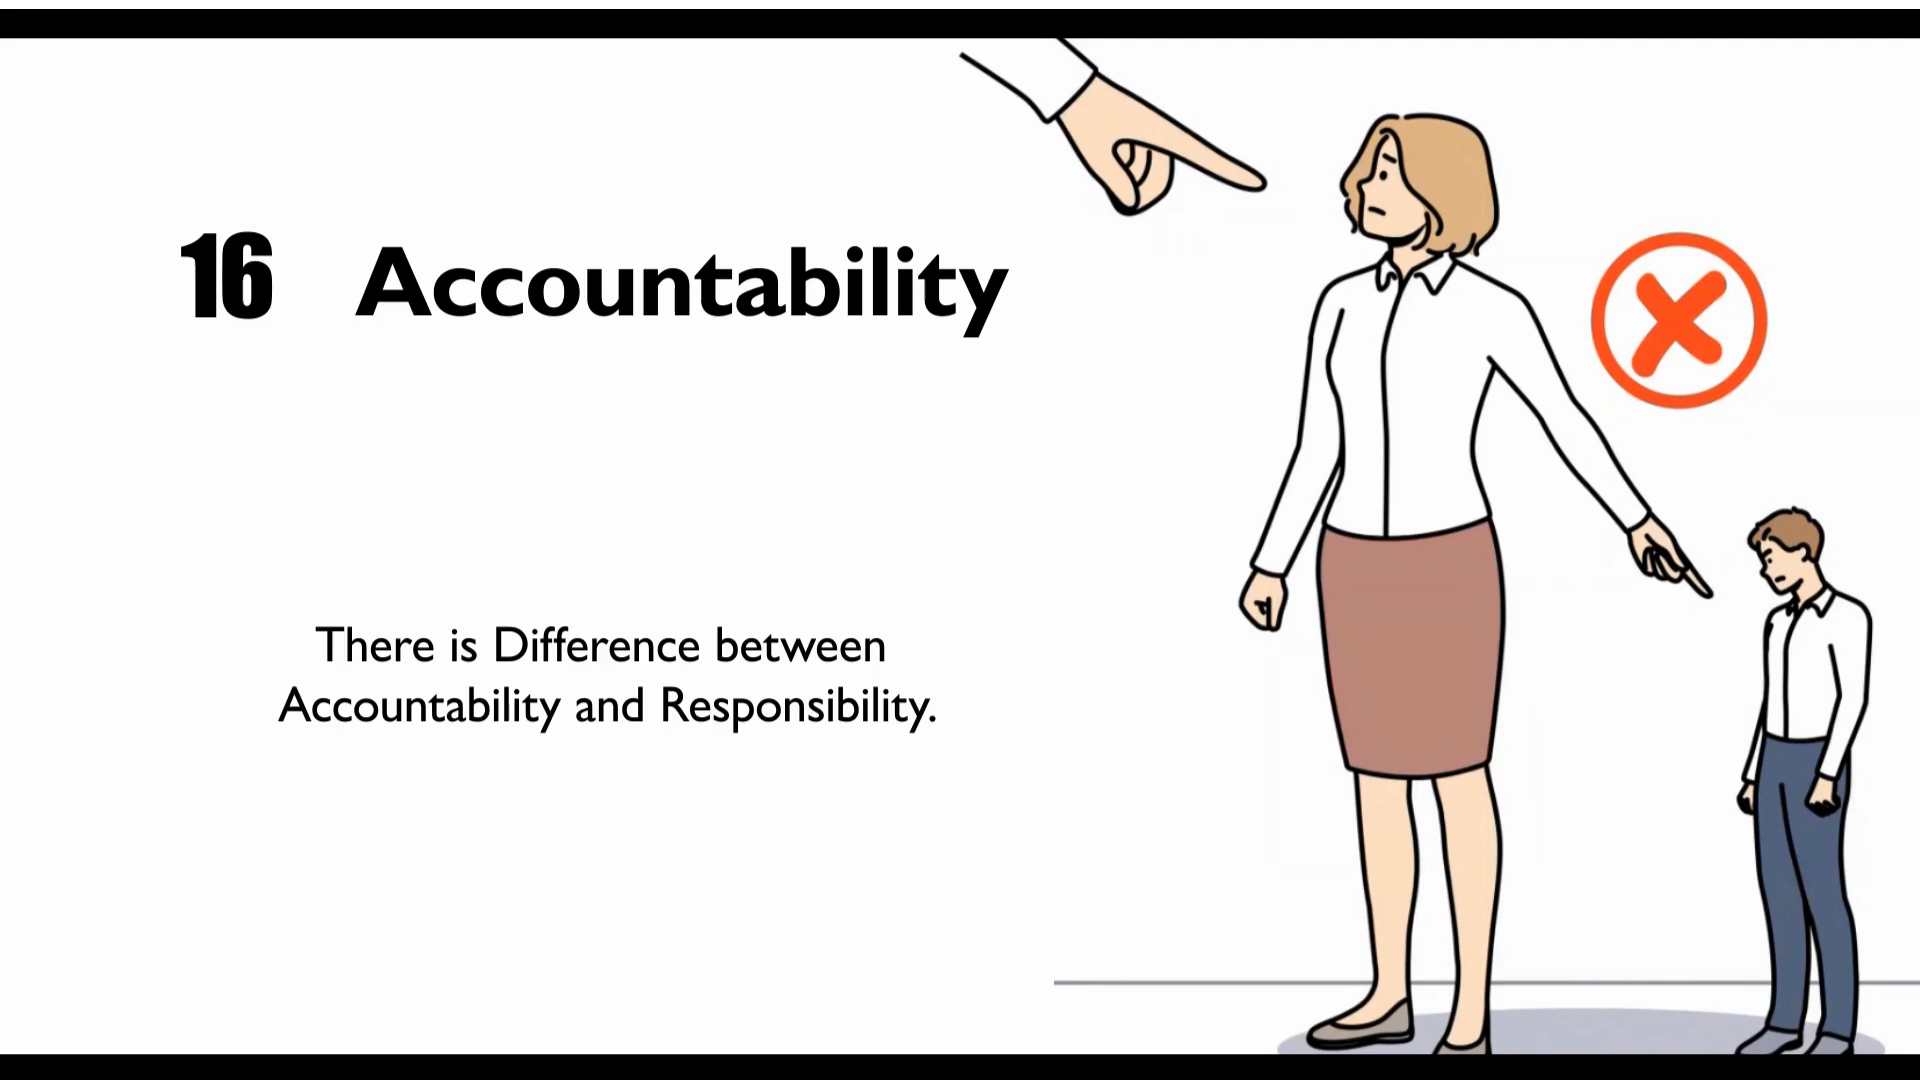 16 Accountability
There is Difference between
Accountability and Responsibility.